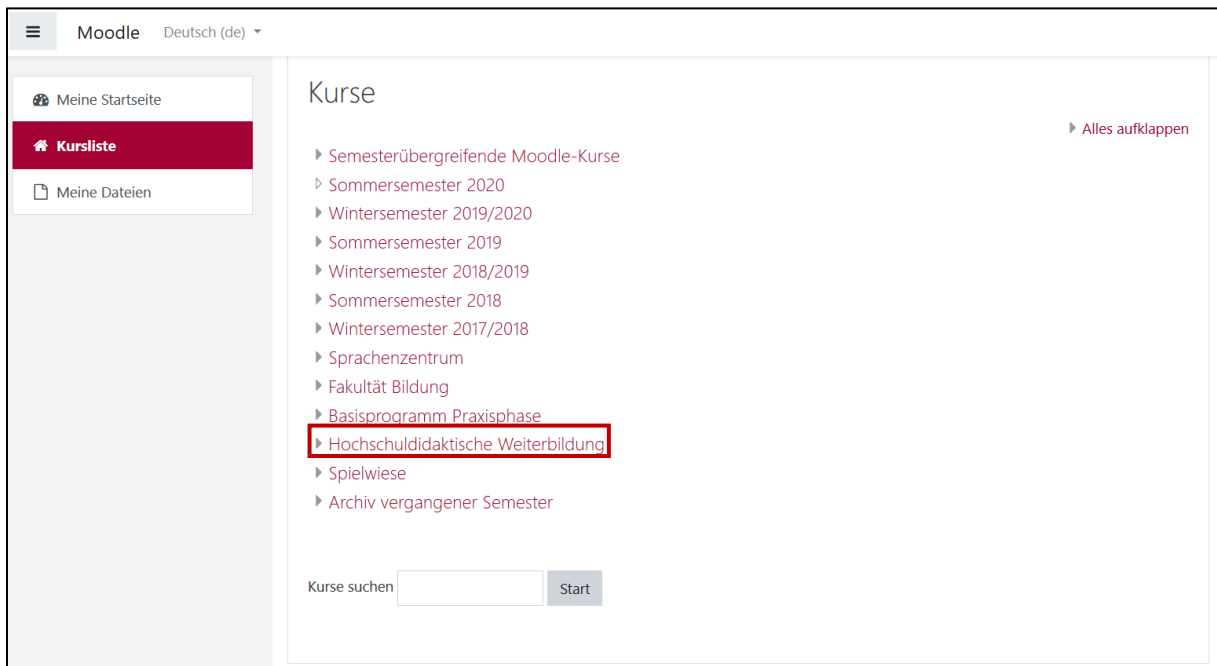 Moodle Deutsch (de)
Meine Startseite
Kursliste
Meine Dateien
Kurse
Alles aufklappen
Semesterübergreifende Moodle-Kurse
Sommersemester 2020
Wintersemester 2019/2020
Sommersemester 2019
Wintersemester 2018/2019
Sommersemester 2018
Wintersemester 2017/2018
Sprachenzentrum
Fakultät Bildung
Basisprogramm Praxisphase
Hochschuldidaktische Weiterbildung
Spielwiese
Archiv vergangener Semester
Kurse suchen Start